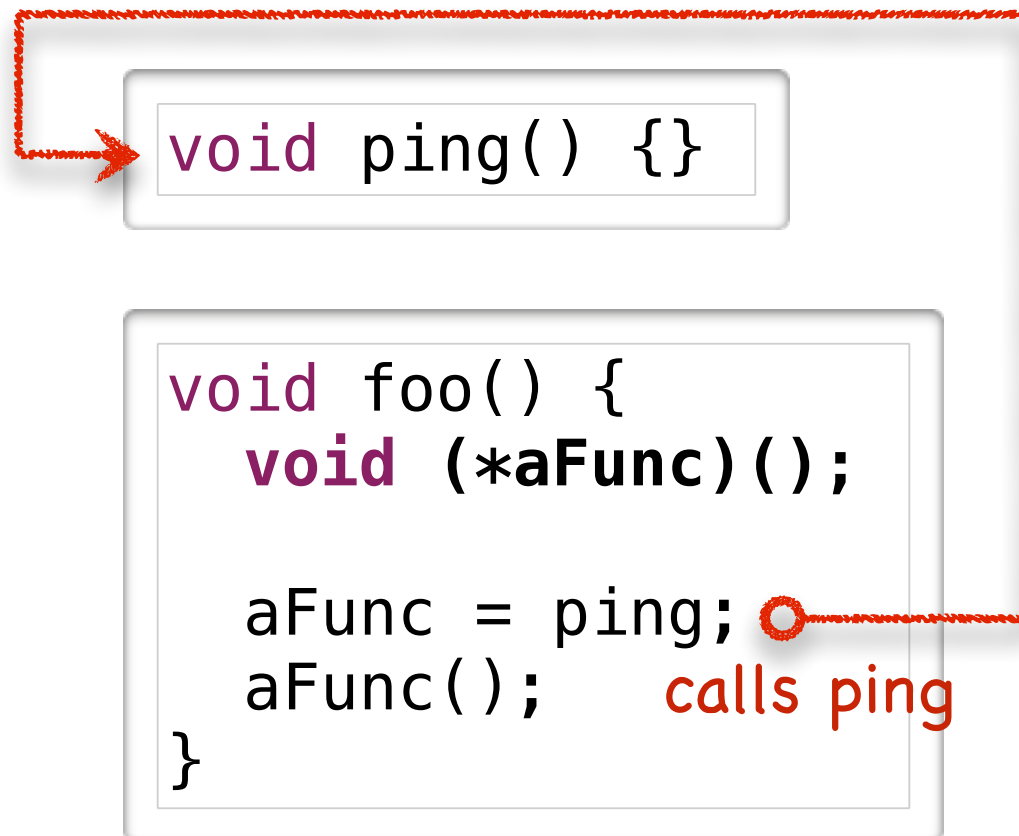 void ping() {}
void foo() {
void (*aFunc)();
aFunc = ping;
aFunc();
calls ping
}